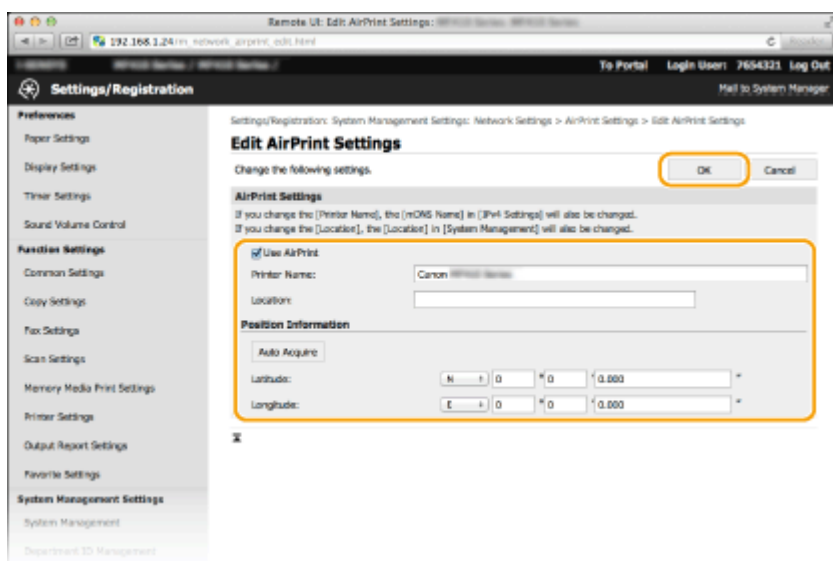 Remote UI: Edit AirPrint Settings:
192.168.1.24/m_network_airprint_edit.html
Reader
To Portal Login User: 7654321 Log Out
Settings/Registration
Mail to System Manager
Preferences
Paper Settings
Display Settings
Timer Settings
Sound Volume Control
Function Settings
Common Settings
Copy Settings
Fax Settings
Scan Settings
Memory Media Print Settings
Printer Settings
Output Report Settings
Favorite Settings
System Management Settings
System Management
Department ID Management
Settings/Registration: System Management Settings: Network Settings > AirPrint Settings > Edit AirPrint Settings
Edit AirPrint Settings
Change the following settings.
OK Cancel
AirPrint Settings
If you change the [Printer Name], the [mDNS Name] in [IPv4 Settings] will also be changed.
If you change the [Location], the [Location] in [System Management] will also be changed.
Use AirPrint
Printer Name: Canon
Location:
Position Information
Auto Acquire
Latitude: N 0 ° 0 ' 0.000 "
Longitude: E 0 ° 0 ' 0.000 "